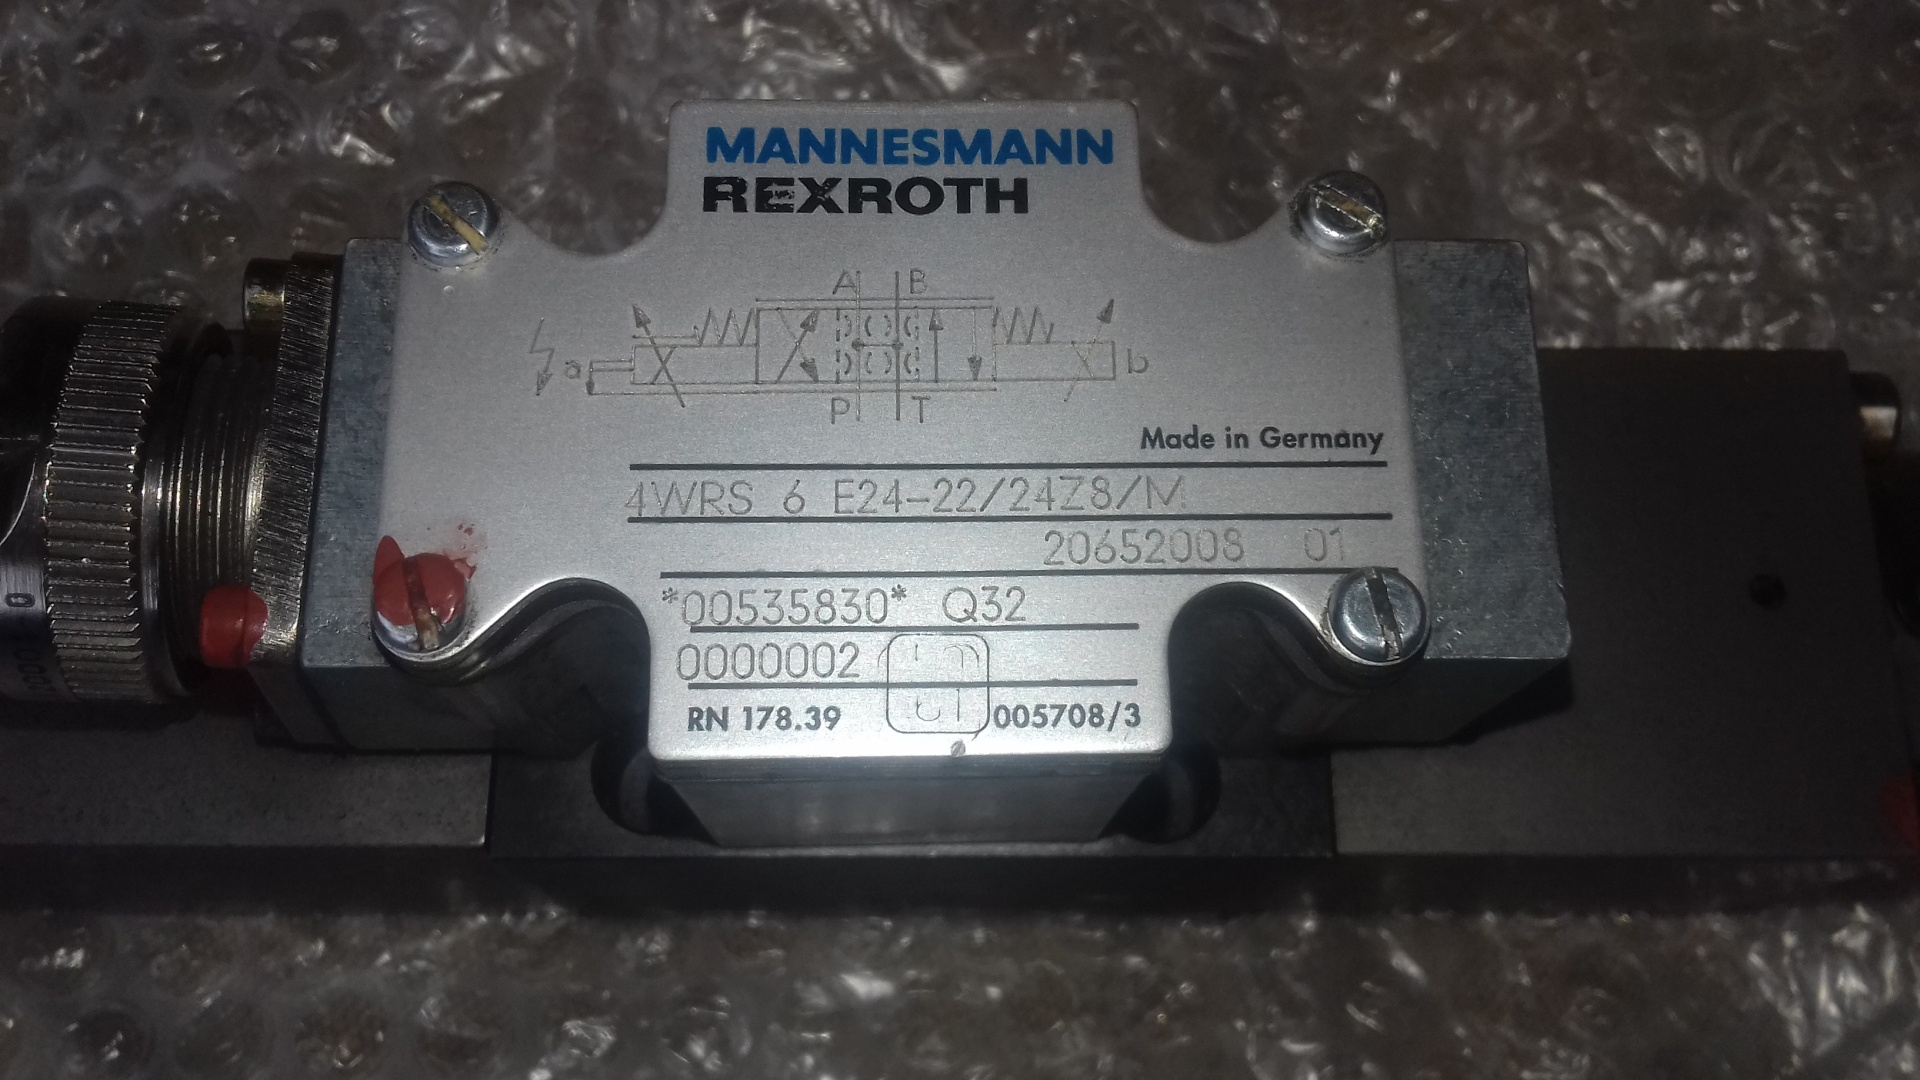 MANNESMANN
REXROTH
A B
a b
P T
Made in Germany
4WRS 6 E24-22/24Z8/M
20652008 01
*00535830* Q32
0000002
RN 178.39 005708/3
0